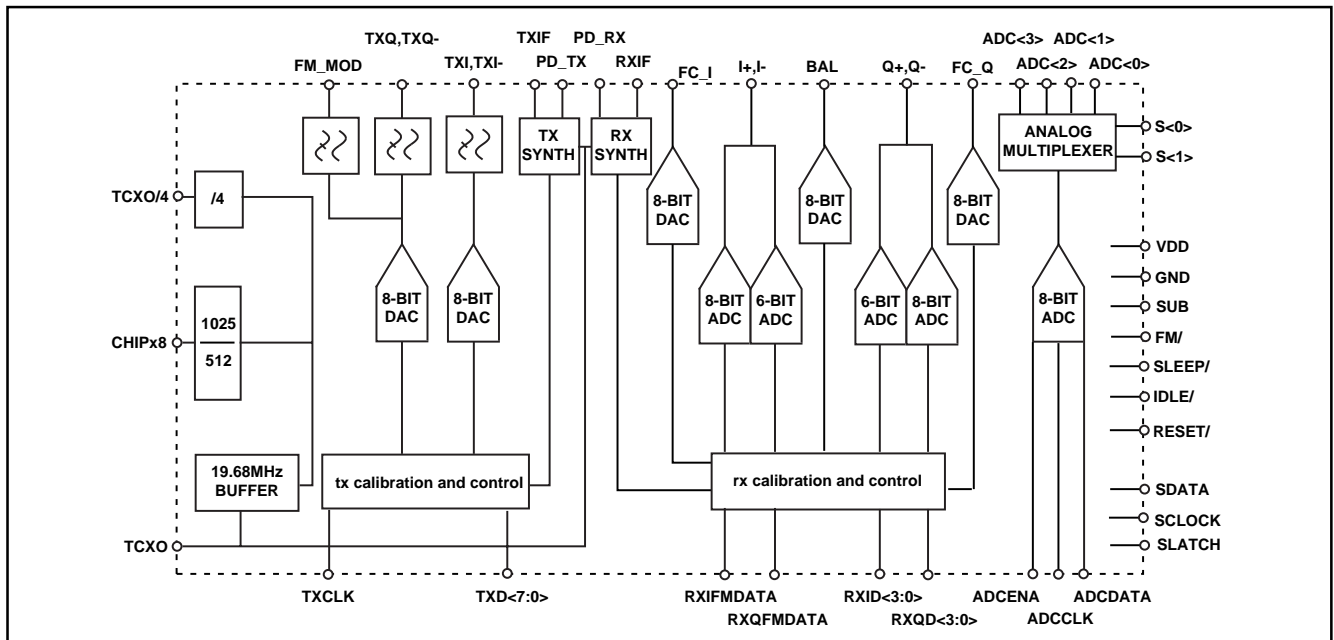 TXQ,TXQ-
TXIF
PD_RX
ADC<3>
ADC<1>
FM_MOD
TXI,TXI-
PD_TX
RXIF
FC_I
I+,I-
BAL
Q+,Q-
FC_Q
ADC<2>
ADC<0>
TX
SYNTH
RX
SYNTH
ANALOG
MULTIPLEXER
S<0>
S<1>
TCXO/4
/4
8-BIT
DAC
8-BIT
DAC
8-BIT
DAC
VDD
GND
SUB
FM/
SLEEP/
IDLE/
RESET/
8-BIT
DAC
8-BIT
DAC
8-BIT
ADC
6-BIT
ADC
6-BIT
ADC
8-BIT
ADC
8-BIT
ADC
CHIPx8
1025
512
19.68MHz
BUFFER
tx calibration and control
rx calibration and control
SDATA
SCLOCK
SLATCH
TCXO
TXCLK
TXD<7:0>
RXIFMDATA
RXQFMDATA
RXID<3:0>
RXQD<3:0>
ADCENA
ADCCLK
ADCDATA